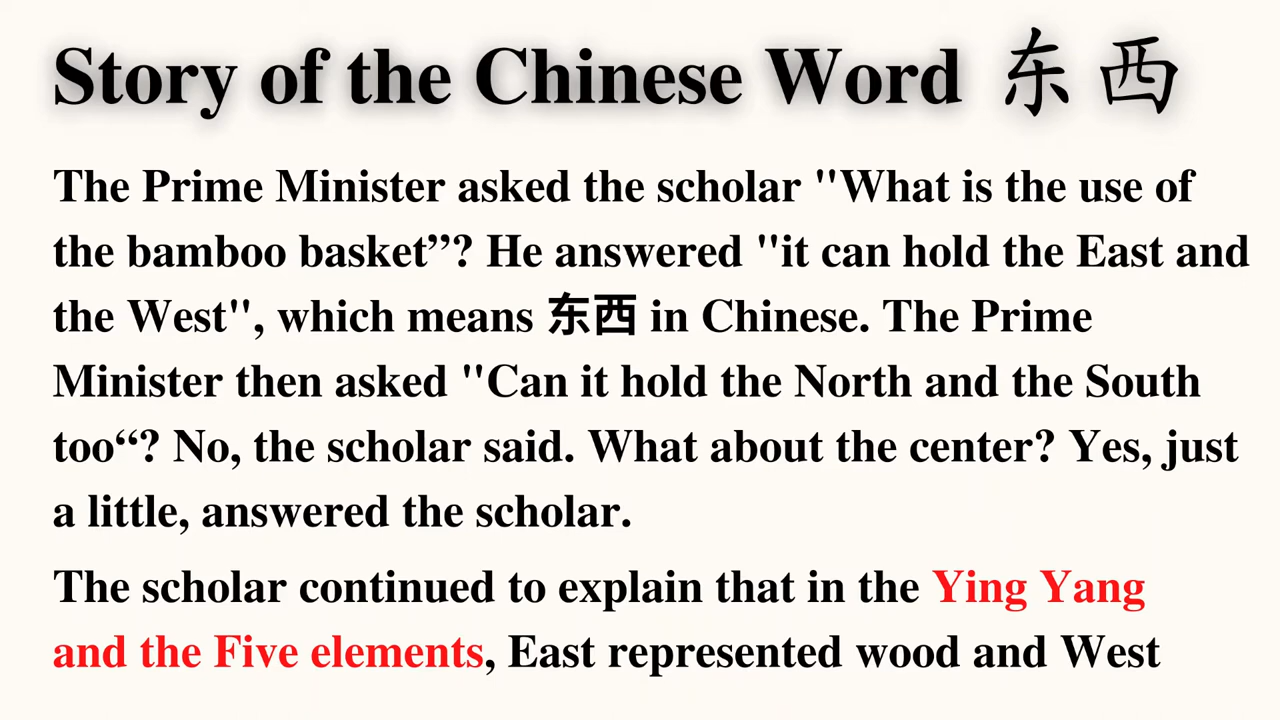 Story of the Chinese Word 东西
The Prime Minister asked the scholar "What is the use of
the bamboo basket”? He answered "it can hold the East and
the West", which means 东西 in Chinese. The Prime
Minister then asked "Can it hold the North and the South
too“? No, the scholar said. What about the center? Yes, just
a little, answered the scholar.
The scholar continued to explain that in the Ying Yang
and the Five elements, East represented wood and West